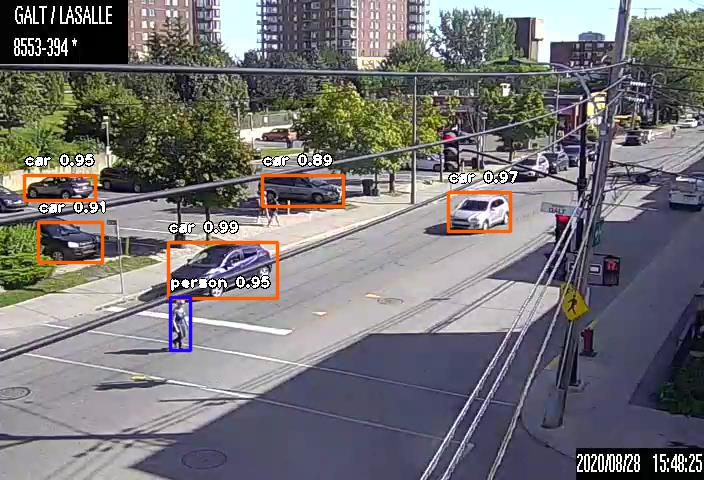 GALT / LASALLE
8553-394 *
car 0.95
car 0.89
car 0.97
car 0.91
car 0.99
person 0.95
GALT
2020/08/28 15:48:25